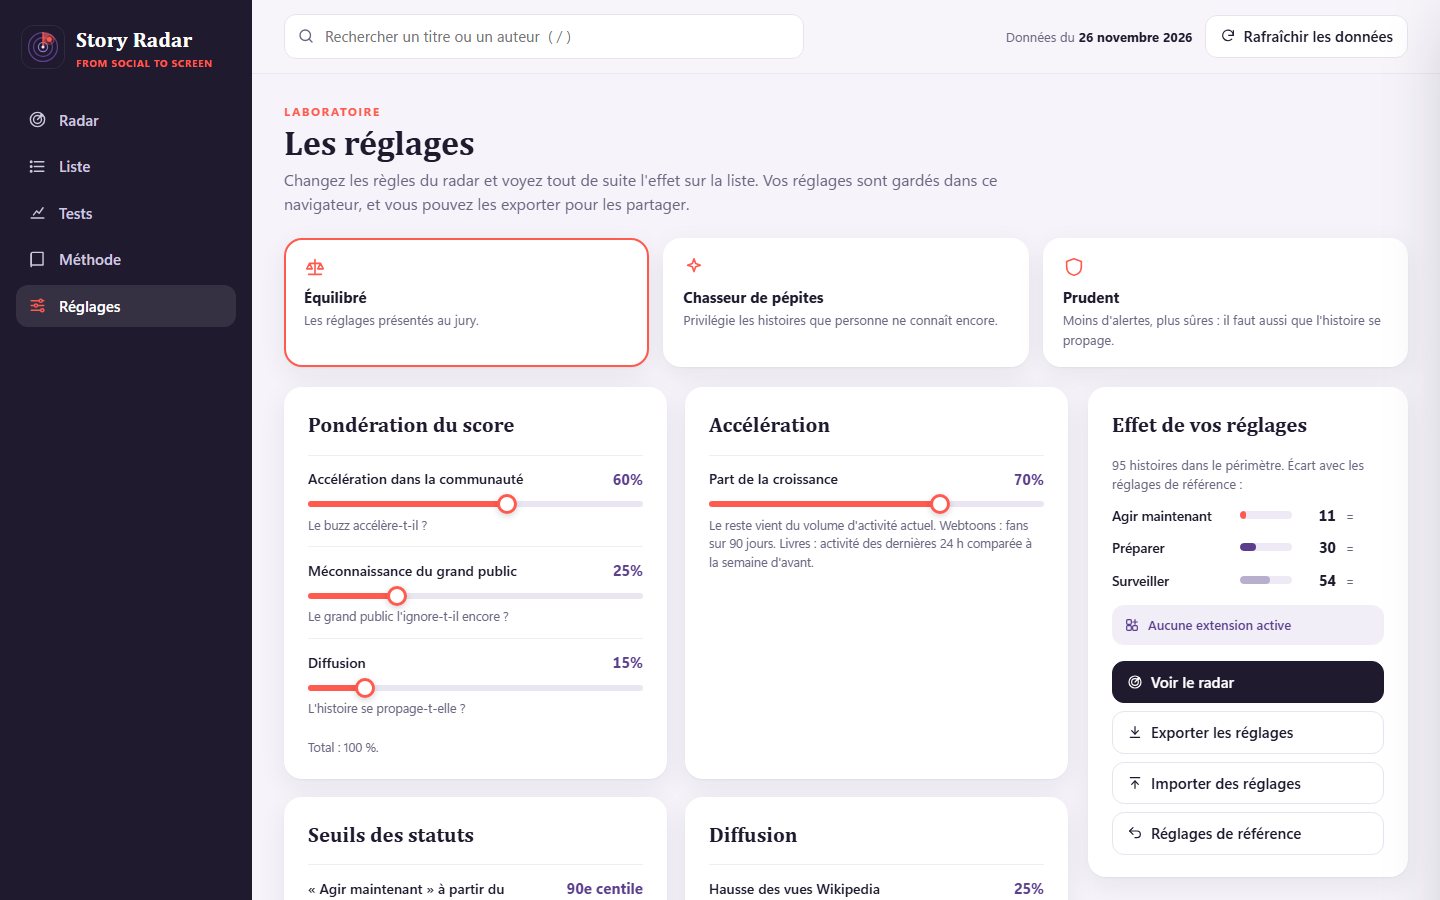 Story Radar
FROM SOCIAL TO SCREEN
Radar
Liste
Tests
Méthode
Réglages
Rechercher un titre ou un auteur ( / )
Données du 26 novembre 2026
Rafraîchir les données
LABORATOIRE
Les réglages
Changez les règles du radar et voyez tout de suite l'effet sur la liste. Vos réglages sont gardés dans ce
navigateur, et vous pouvez les exporter pour les partager.
Équilibré
Les réglages présentés au jury.
Chasseur de pépites
Privilégie les histoires que personne ne connaît encore.
Prudent
Moins d'alertes, plus sûres : il faut aussi que l'histoire se
propage.
Pondération du score
Accélération dans la communauté 60%
Le buzz accélère-t-il ?
Méconnaissance du grand public 25%
Le grand public l'ignore-t-il encore ?
Diffusion 15%
L'histoire se propage-t-elle ?
Total : 100 %.
Accélération
Part de la croissance 70%
Le reste vient du volume d'activité actuel. Webtoons : fans
sur 90 jours. Livres : activité des dernières 24 h comparée à
la semaine d'avant.
Effet de vos réglages
95 histoires dans le périmètre. Écart avec les
réglages de référence :
Agir maintenant 11 =
Préparer 30 =
Surveiller 54 =
Aucune extension active
Voir le radar
Exporter les réglages
Importer des réglages
Réglages de référence
Seuils des statuts
« Agir maintenant » à partir du 90e centile
Diffusion
Hausse des vues Wikipedia 25%